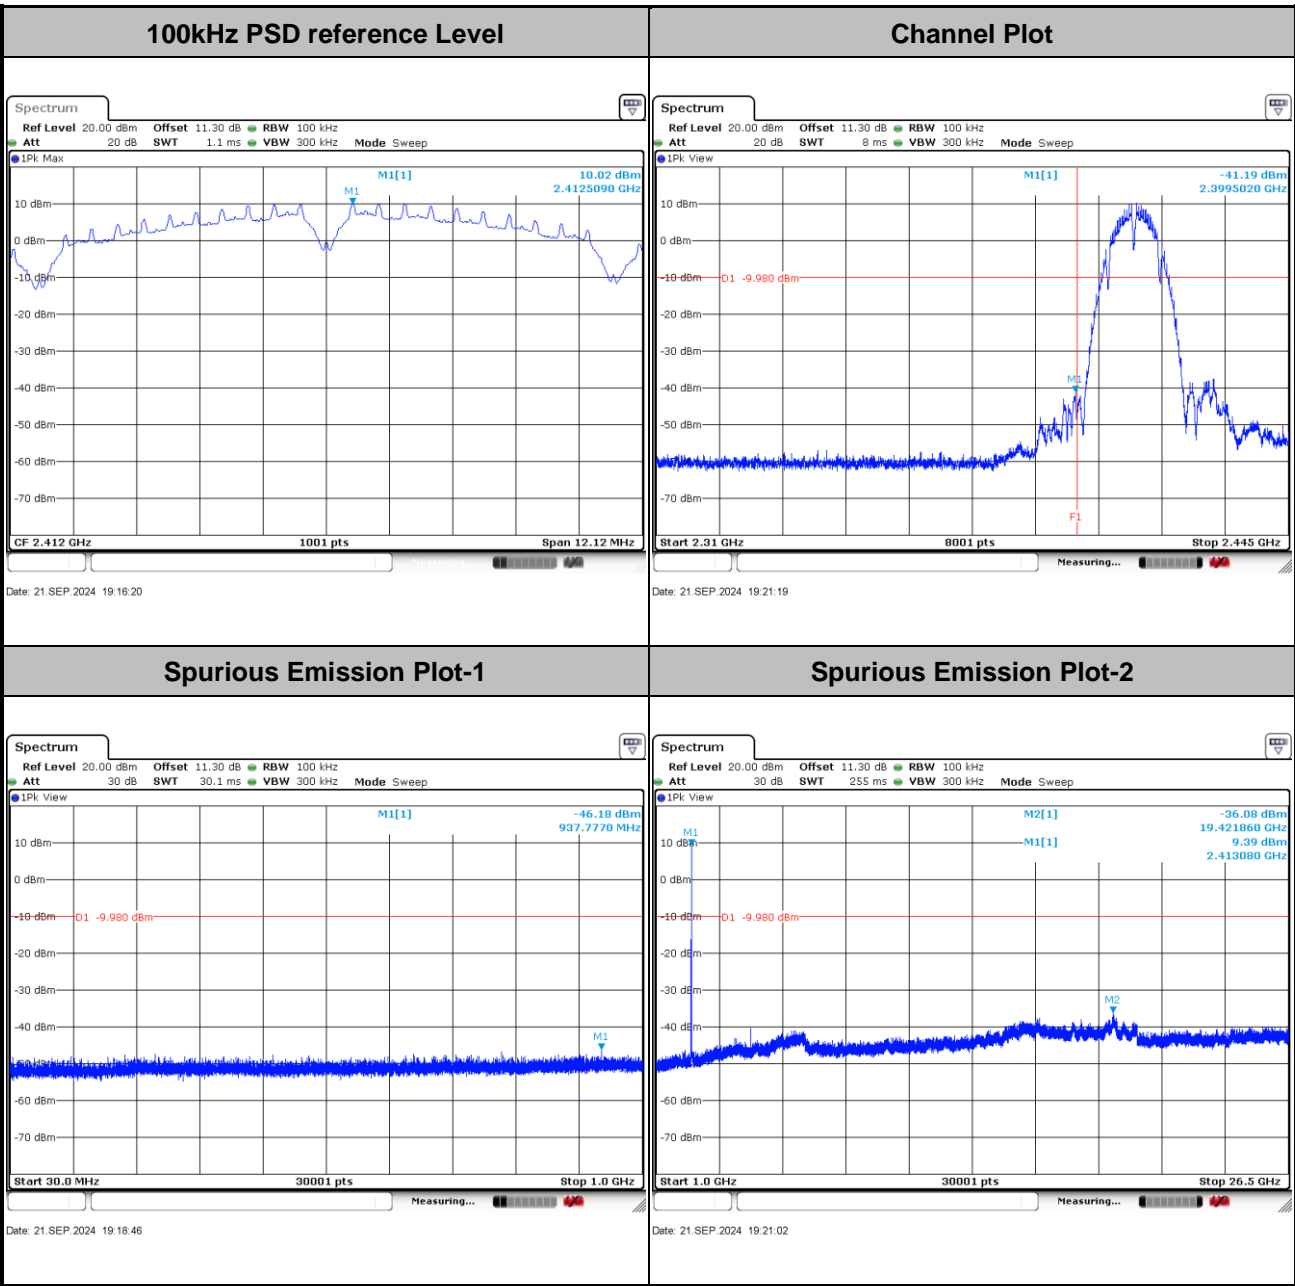 100kHz PSD reference Level
Channel Plot
Spectrum
Ref Level 20.00 dBm Offset 11.30 dB RBW 100 kHz
Att 20 dB SWT 1.1 ms VBW 300 kHz Mode Sweep
1Pk Max
M1[1] 10.02 dBm
2.4125090 GHz
M1
10 dBm
0 dBm
-10 dBm
-20 dBm
-30 dBm
-40 dBm
-50 dBm
-60 dBm
-70 dBm
CF 2.412 GHz 1001 pts Span 12.12 MHz
Measuring...
Date: 21.SEP.2024 19:16:20
Spectrum
Ref Level 20.00 dBm Offset 11.30 dB RBW 100 kHz
Att 20 dB SWT 8 ms VBW 300 kHz Mode Sweep
1Pk View
M1[1] -41.19 dBm
2.3995020 GHz
10 dBm
0 dBm
-10 dBm D1 -9.980 dBm
-20 dBm
-30 dBm
-40 dBm
M1
-50 dBm
-60 dBm
-70 dBm
F1
Start 2.31 GHz 8001 pts Stop 2.445 GHz
Measuring...
Date: 21.SEP.2024 19:21:19
Spurious Emission Plot-1
Spurious Emission Plot-2
Spectrum
Ref Level 20.00 dBm Offset 11.30 dB RBW 100 kHz
Att 30 dB SWT 30.1 ms VBW 300 kHz Mode Sweep
1Pk View
M1[1] -46.18 dBm
937.7770 MHz
10 dBm
0 dBm
-10 dBm D1 -9.980 dBm
-20 dBm
-30 dBm
-40 dBm
M1
-50 dBm
-60 dBm
-70 dBm
Start 30.0 MHz 30001 pts Stop 1.0 GHz
Measuring...
Date: 21.SEP.2024 19:18:46
Spectrum
Ref Level 20.00 dBm Offset 11.30 dB RBW 100 kHz
Att 30 dB SWT 255 ms VBW 300 kHz Mode Sweep
1Pk View
M2[1] -36.08 dBm
19.421860 GHz
M1[1] 9.39 dBm
2.413080 GHz
M1
10 dBm
0 dBm
-10 dBm D1 -9.980 dBm
-20 dBm
-30 dBm
M2
-40 dBm
-50 dBm
-60 dBm
-70 dBm
Start 1.0 GHz 30001 pts Stop 26.5 GHz
Measuring...
Date: 21.SEP.2024 19:21:02